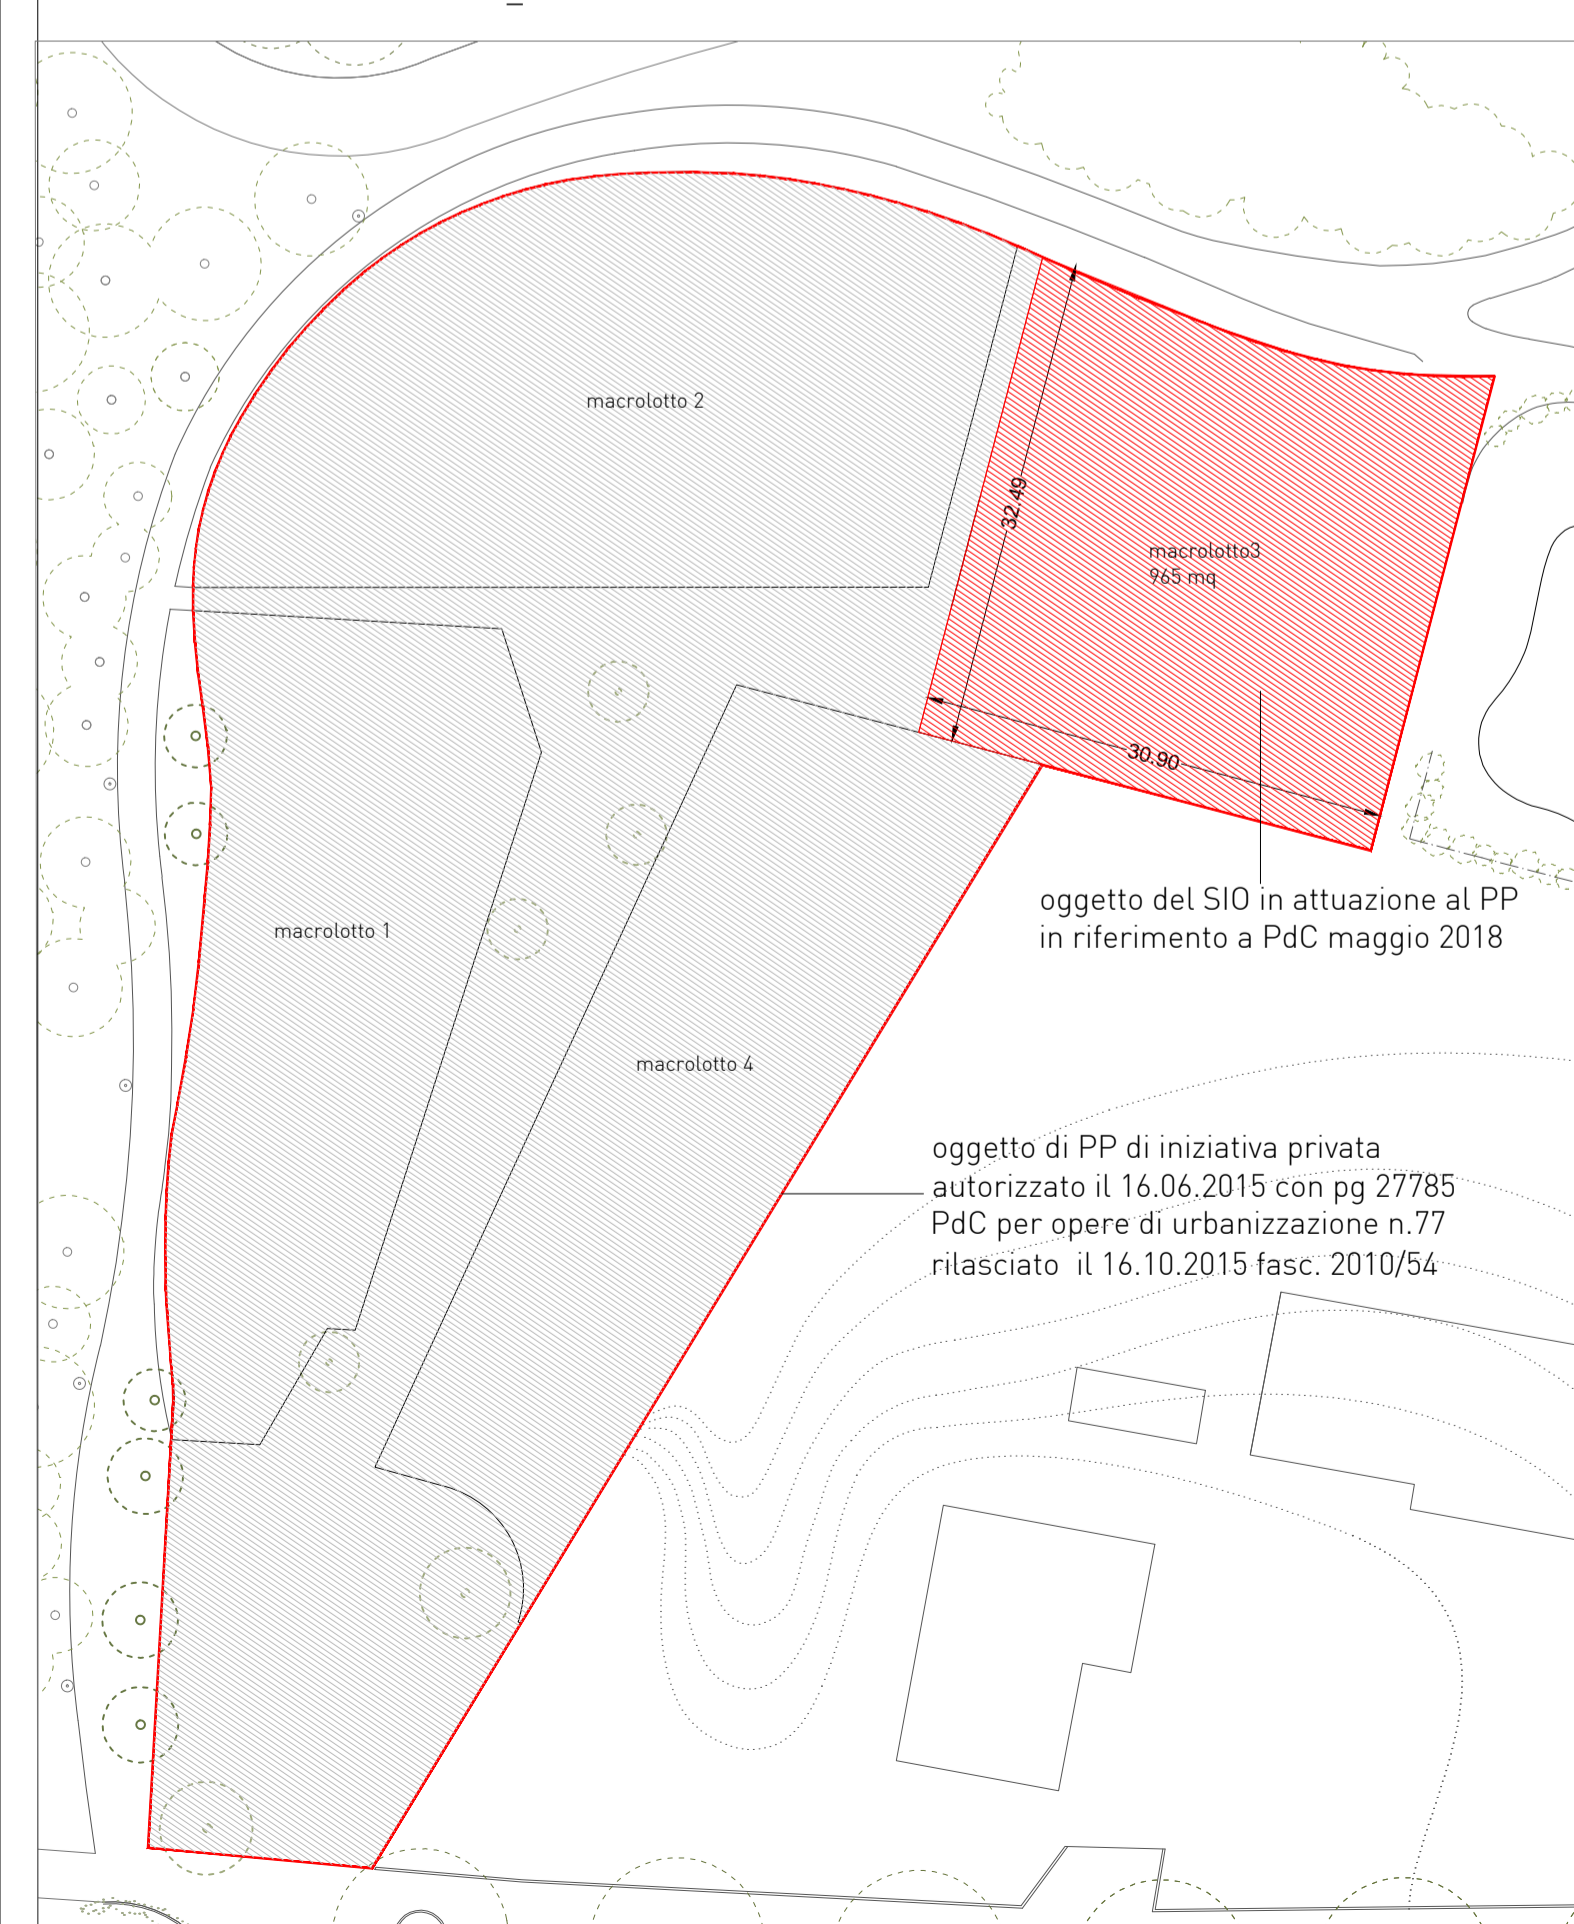 macrolotto 2
32.49
macrolotto3
965 mq
30.90
oggetto del SIO in attuazione al PP
in riferimento a PdC maggio 2018
macrolotto 1
macrolotto 4
oggetto di PP di iniziativa privata
autorizzato il 16.06.2015 con pg 27785
PdC per opere di urbanizzazione n.77
rilasciato il 16.10.2015 fasc. 2010/54